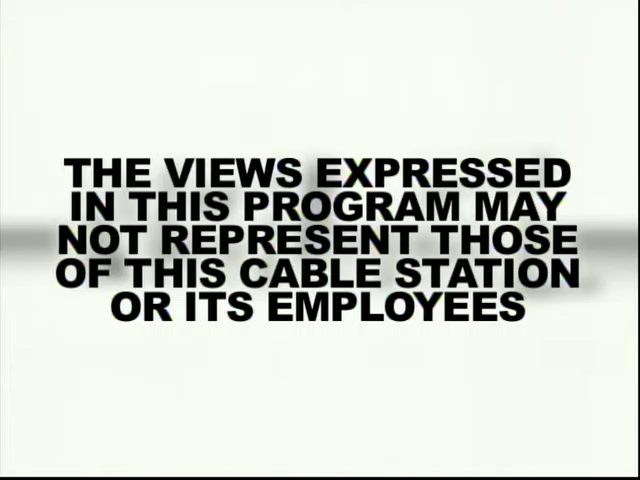 THE VIEWS EXPRESSED
IN THIS PROGRAM MAY
NOT REPRESENT THOSE
OF THIS CABLE STATION
OR ITS EMPLOYEES